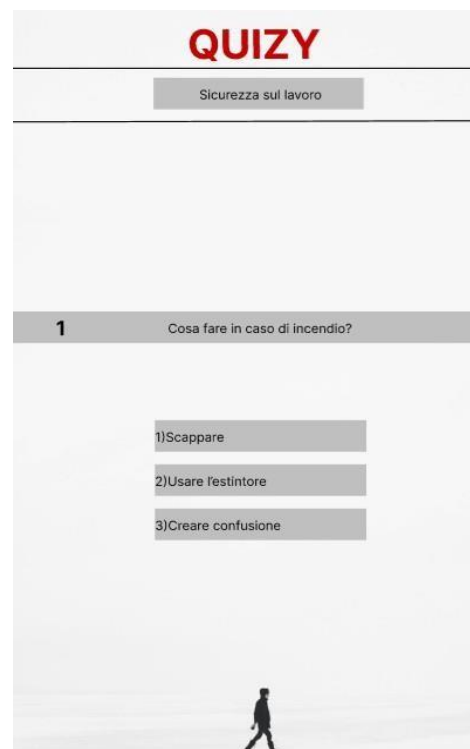 QUIZY
Sicurezza sul lavoro
1 Cosa fare in caso di incendio?
1)Scappare
2)Usare l'estintore
3)Creare confusione